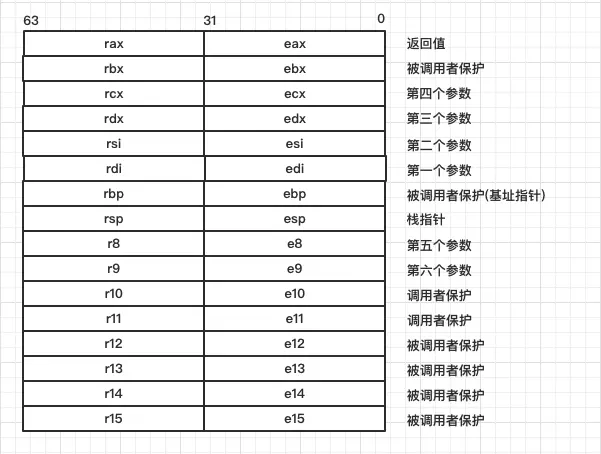 63 31 0
rax eax 返回值
rbx ebx 被调用者保护
rcx ecx 第四个参数
rdx edx 第三个参数
rsi esi 第二个参数
rdi edi 第一个参数
rbp ebp 被调用者保护(基址指针)
rsp esp 栈指针
r8 e8 第五个参数
r9 e9 第六个参数
r10 e10 调用者保护
r11 e11 调用者保护
r12 e12 被调用者保护
r13 e13 被调用者保护
r14 e14 被调用者保护
r15 e15 被调用者保护